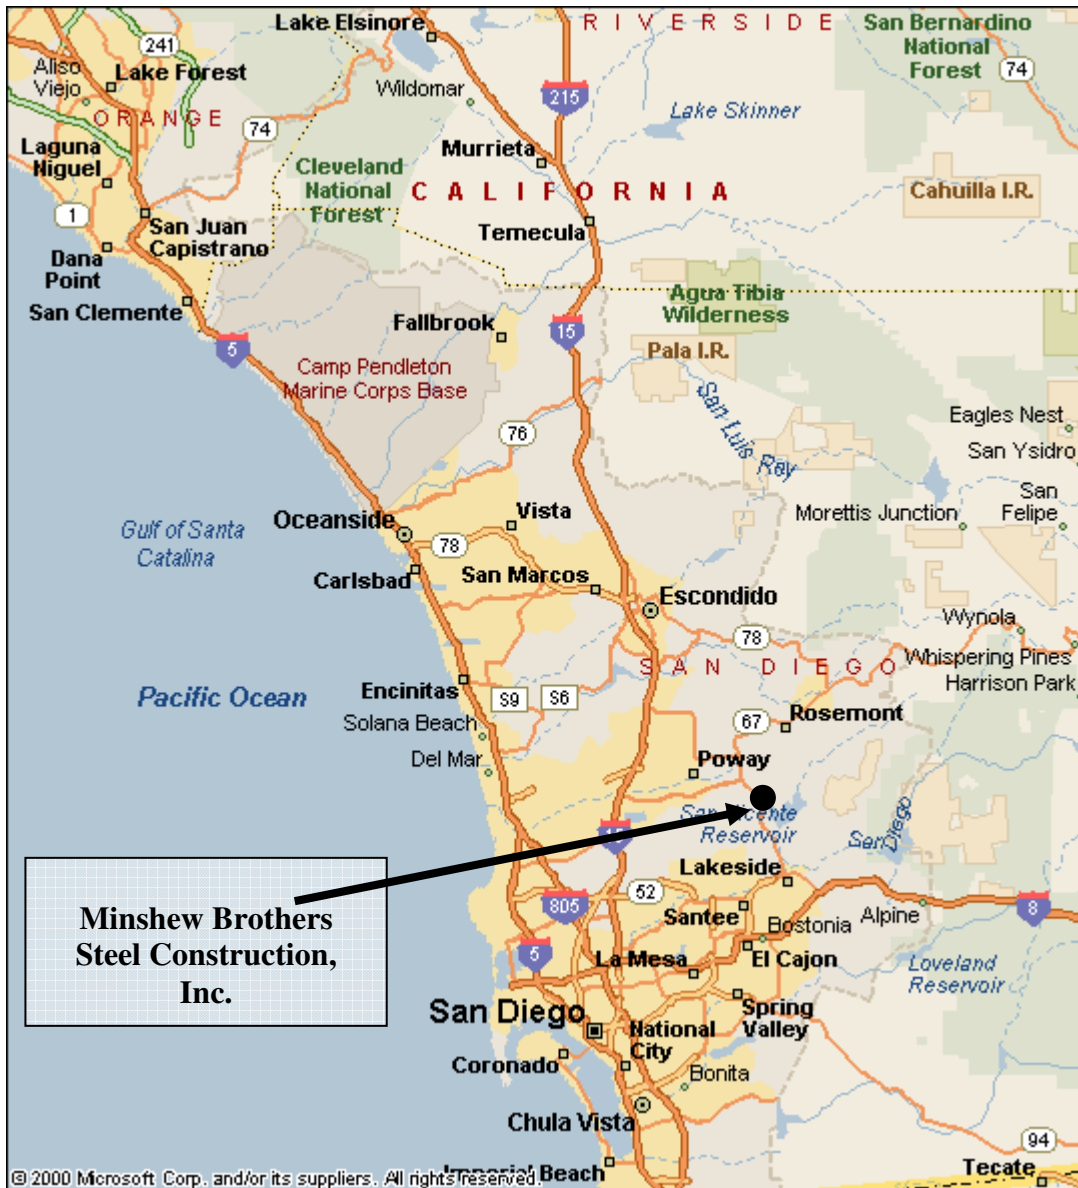 Lake Elsinore
RIVERSIDE
San Bernardino
National
Forest
241
74
Aliso
Viejo
Lake Forest
Wildomar
215
Lake Skinner
ORANGE
74
Laguna
Niguel
Murrieta
Cleveland
National
Forest
CALIFORNIA
Cahuilla I.R.
1
San Juan
Capistrano
Temecula
Dana
Point
San Clemente
Agua Tibia
Wilderness
Fallbrook
15
5
Pala I.R.
Camp Pendleton
Marine Corps Base
San Luis Rey
Eagles Nest
76
San Ysidro
San
Felipe
Morettis Junction
Oceanside
Vista
Gulf of Santa
Catalina
78
Carlsbad
San Marcos
Escondido
Wynola
78
SAN DIEGO
Whispering Pines
Harrison Park
Encinitas
Pacific Ocean
S9
S6
67
Rosemont
Solana Beach
Del Mar
Poway
San Vicente
Reservoir
San Diego
Lakeside
805
52
Santee
Bostonia
Alpine
8
Minshew Brothers
Steel Construction,
Inc.
5
La Mesa
El Cajon
Loveland
Reservoir
San Diego
Spring
Valley
National
City
Coronado
Bonita
Chula Vista
94
Imperial Beach
Tecate
© 2000 Microsoft Corp. and/or its suppliers. All rights reserved.